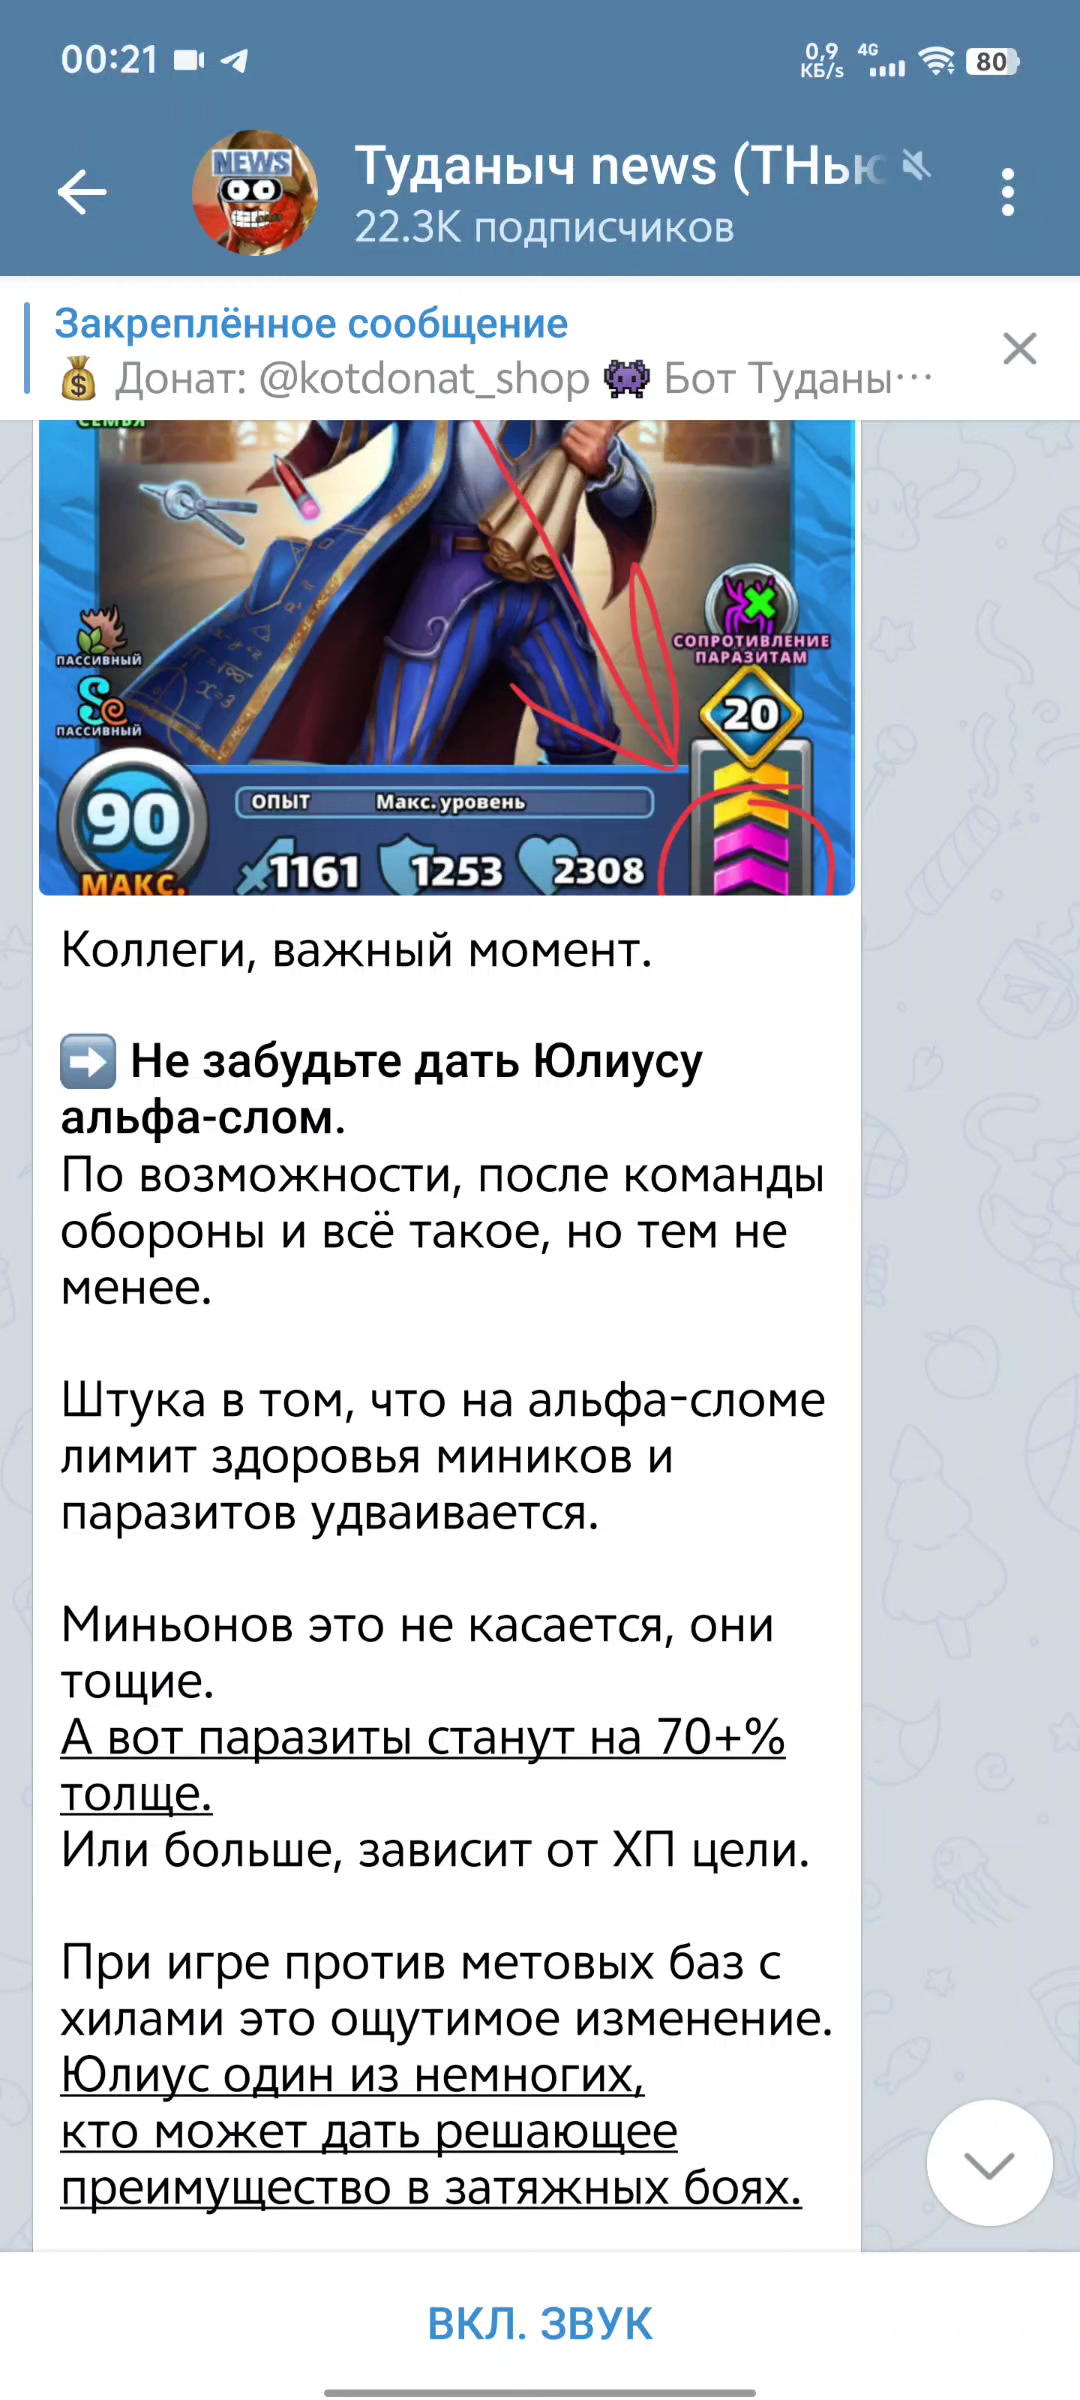 00:21
0,9
КБ/s
4G
80
NEWS
Туданыч news (ТНью
22.3K подписчиков
Закреплённое сообщение
Донат: @kotdonat_shop 👾 Бот Туданы...
СЕМЬЯ
ПАССИВНЫЙ
ПАССИВНЫЙ
СОПРОТИВЛЕНИЕ
ПАРАЗИТАМ
20
90
МАКС.
ОПЫТ Макс. уровень
1161 1253 2308
Коллеги, важный момент.
➡️ Не забудьте дать Юлиусу
альфа-слом.
По возможности, после команды
обороны и всё такое, но тем не
менее.
Штука в том, что на альфа-сломе
лимит здоровья миников и
паразитов удваивается.
Миньонов это не касается, они
тощие.
А вот паразиты станут на 70+%
толще.
Или больше, зависит от ХП цели.
При игре против метовых баз с
хилами это ощутимое изменение.
Юлиус один из немногих,
кто может дать решающее
преимущество в затяжных боях.
ВКЛ. ЗВУК